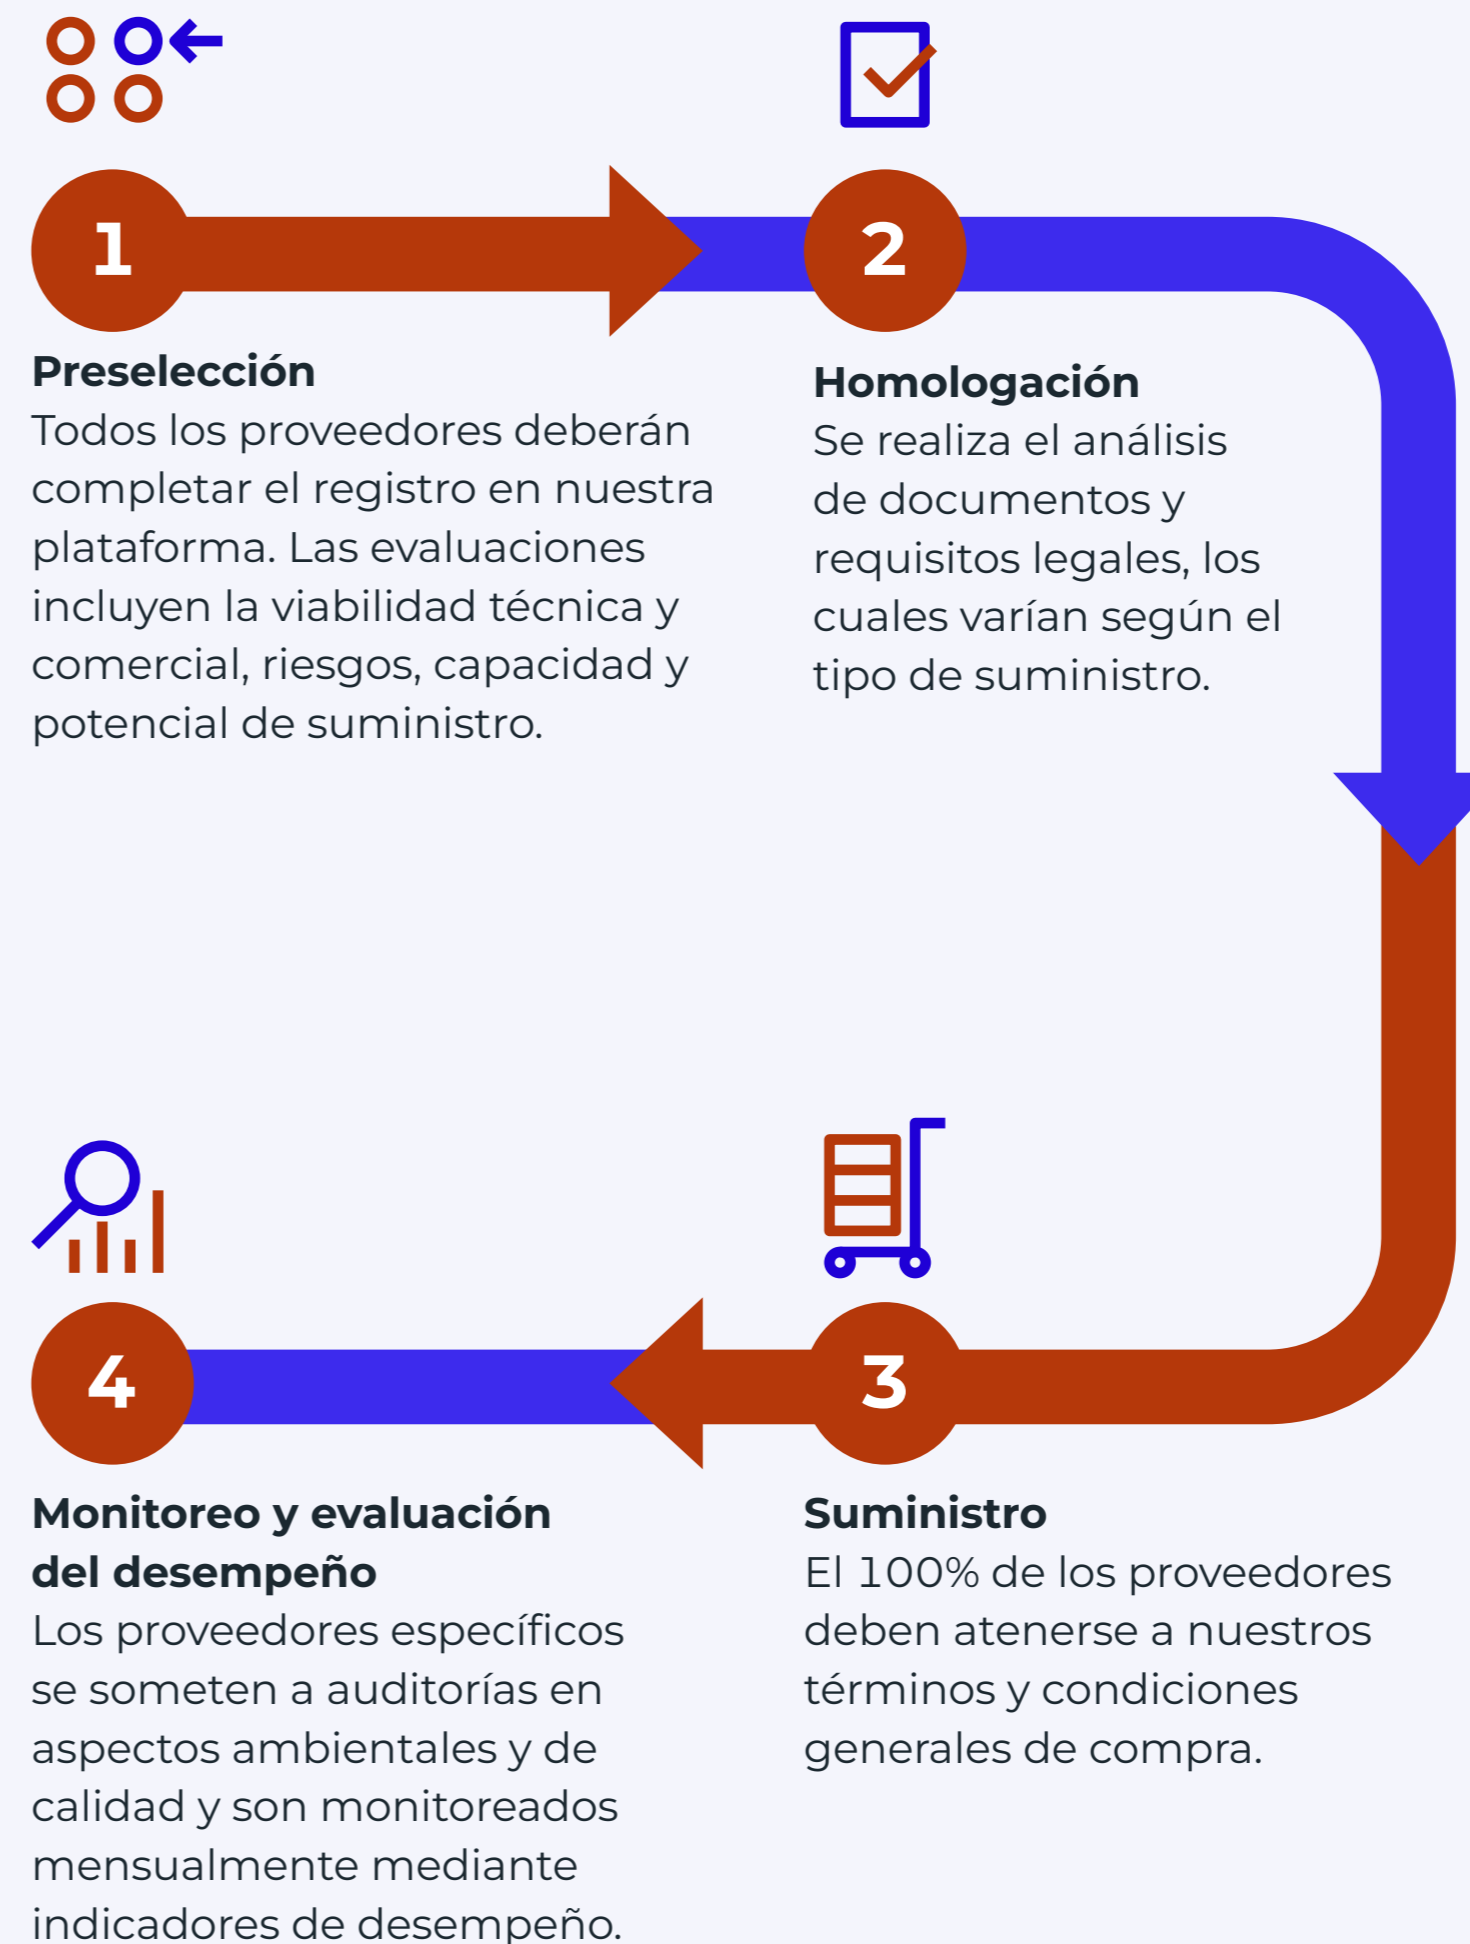 1
Preselección
Todos los proveedores deberán
completar el registro en nuestra
plataforma. Las evaluaciones
incluyen la viabilidad técnica y
comercial, riesgos, capacidad y
potencial de suministro.
2
Homologación
Se realiza el análisis
de documentos y
requisitos legales, los
cuales varían según el
tipo de suministro.
3
Suministro
El 100% de los proveedores
deben atenerse a nuestros
términos y condiciones
generales de compra.
4
Monitoreo y evaluación
del desempeño
Los proveedores específicos
se someten a auditorías en
aspectos ambientales y de
calidad y son monitoreados
mensualmente mediante
indicadores de desempeño.